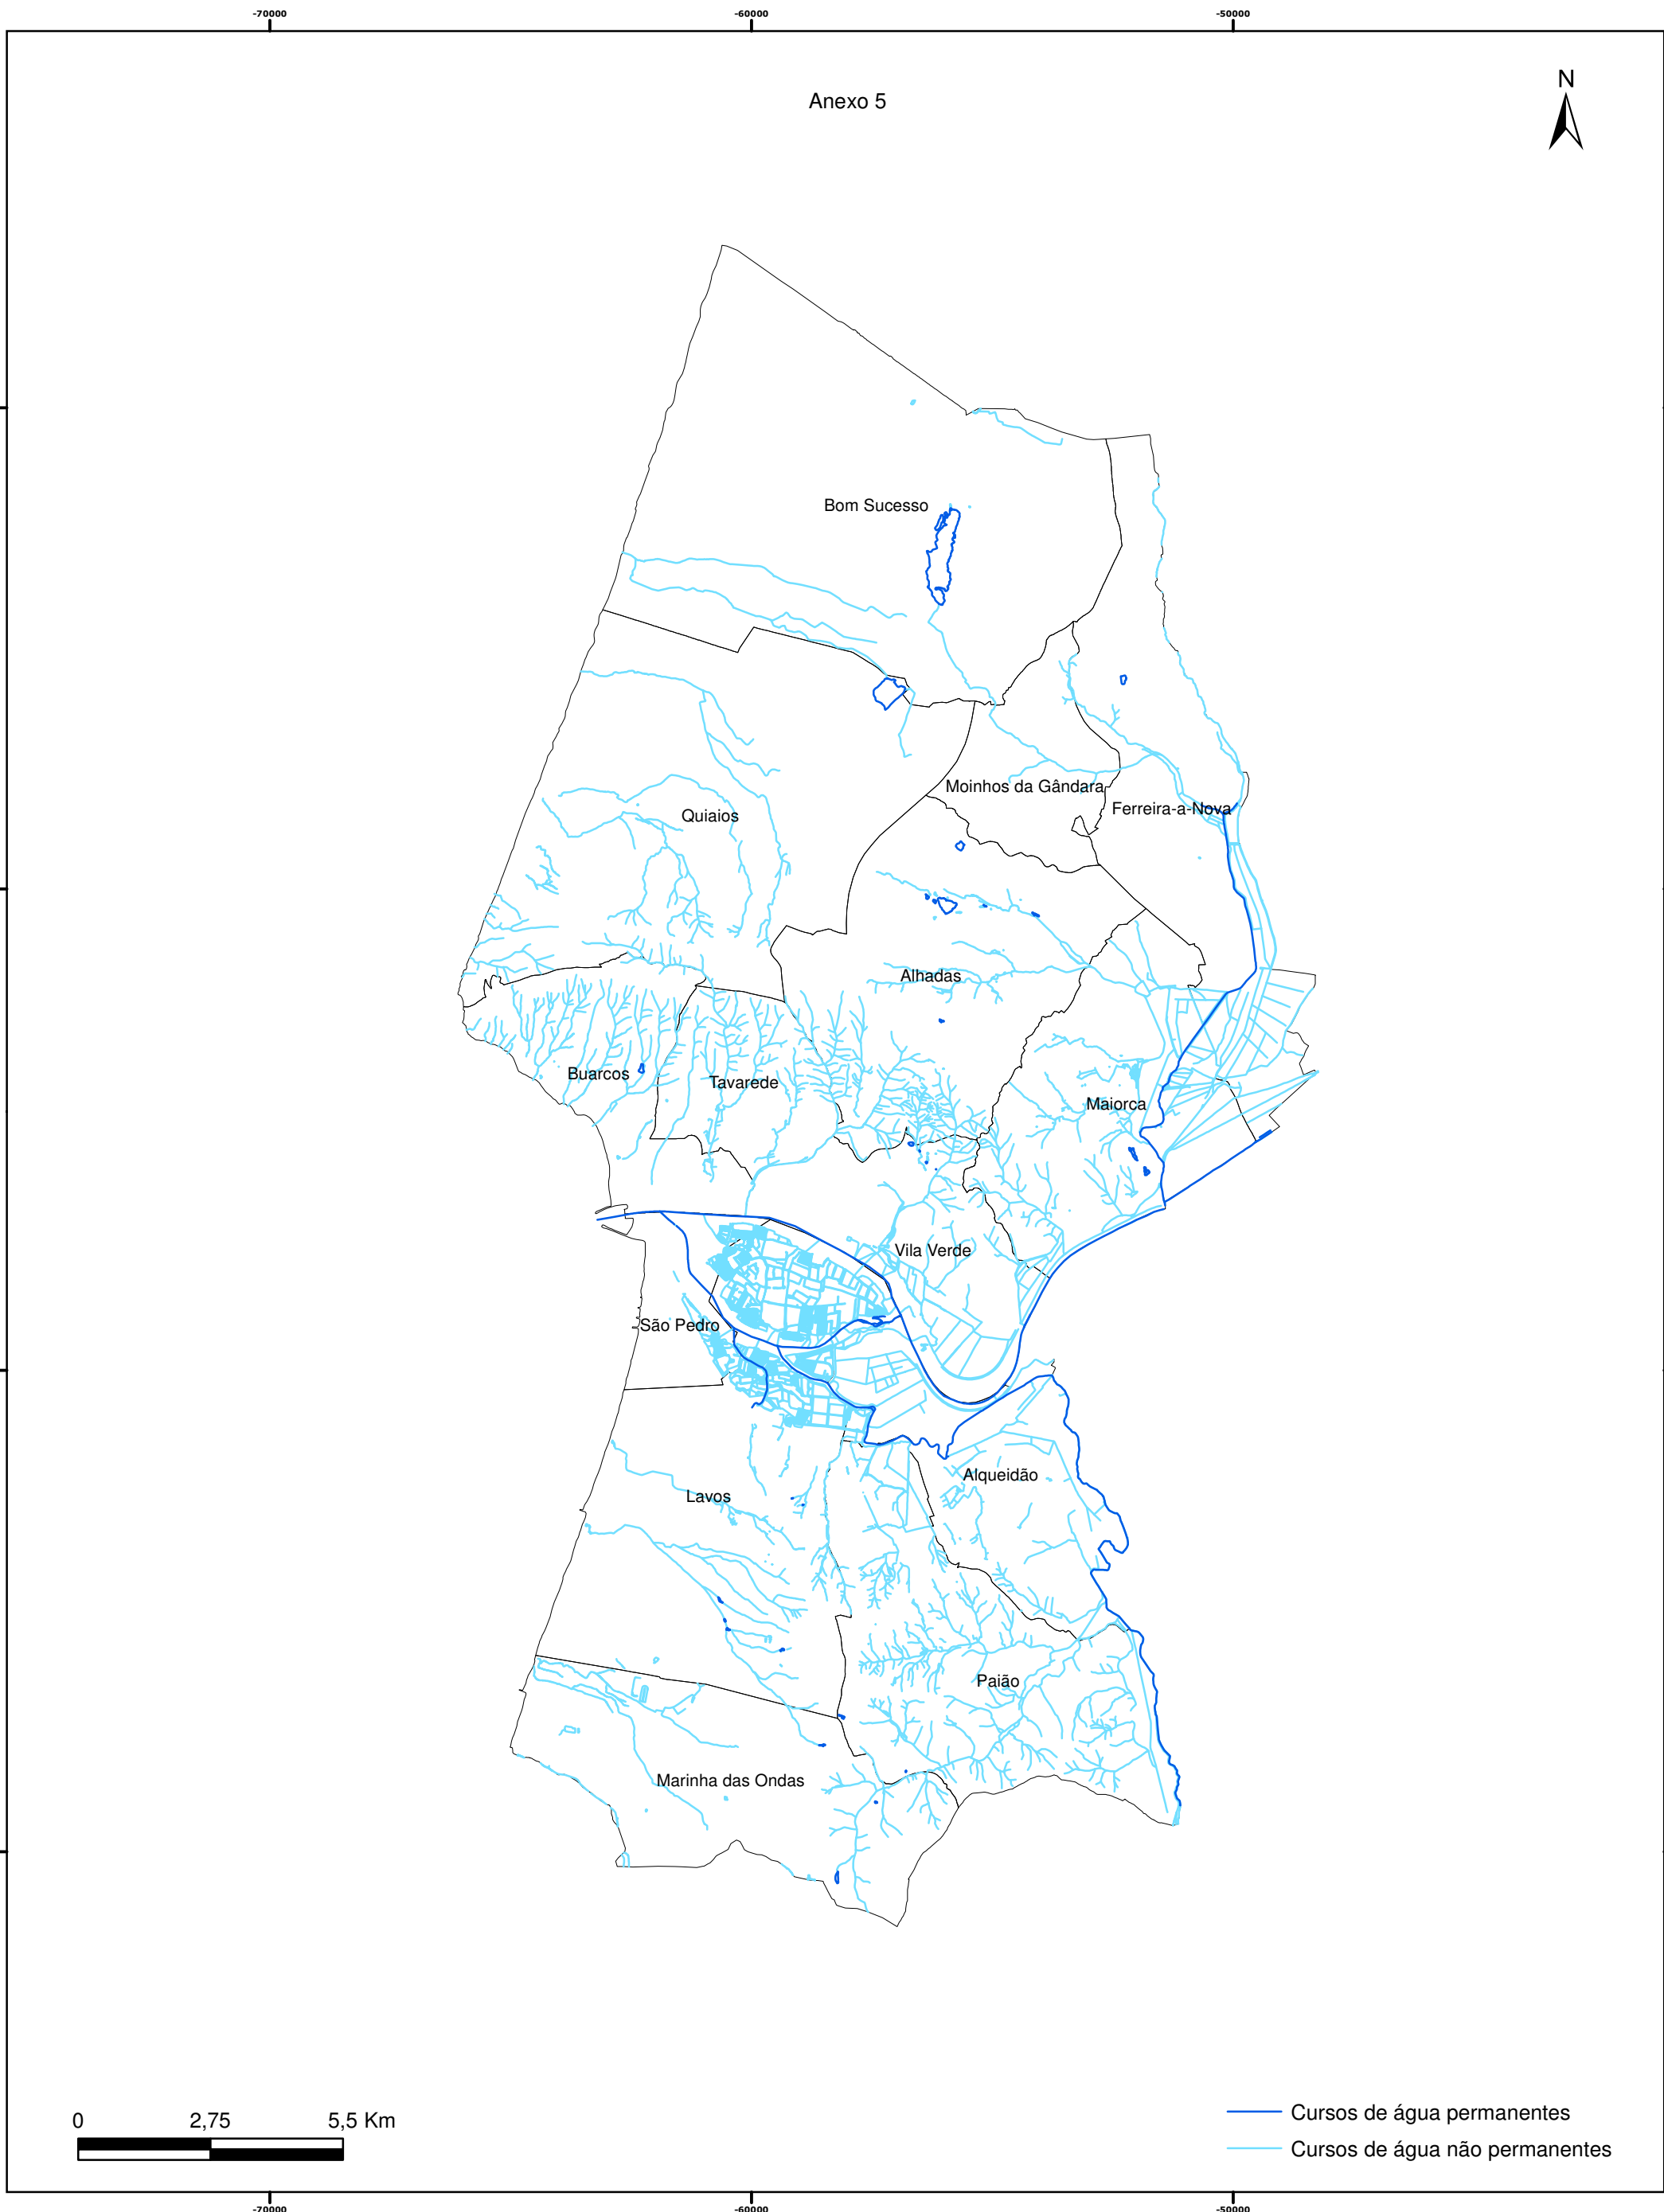 -70000 -60000 -50000
N
Anexo 5
Bom Sucesso
Moinhos da Gândara
Ferreira-a-Nova
Quiaios
Alhadas
Buarcos
Tavarede
Maiorca
Vila Verde
São Pedro
Alqueidão
Lavos
Paião
Marinha das Ondas
0 2,75 5,5 Km
Cursos de água permanentes
Cursos de água não permanentes
-70000 -60000 -50000